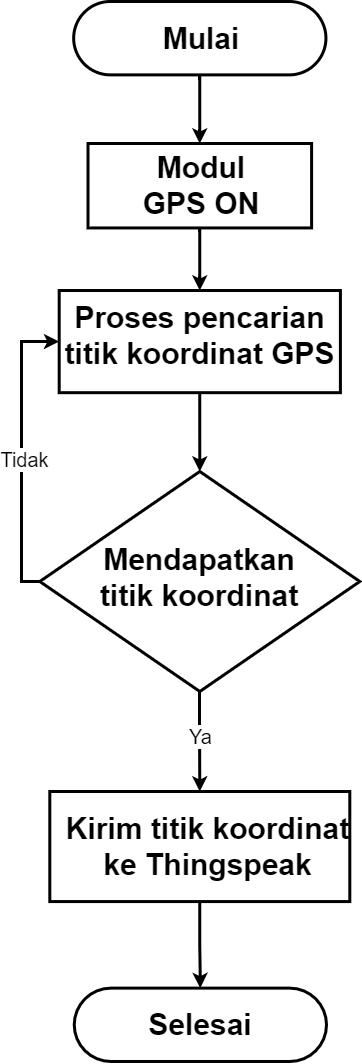 Mulai
Modul
GPS ON
Proses pencarian
titik koordinat GPS
Tidak
Mendapatkan
titik koordinat
Ya
Kirim titik koordinat
ke Thingspeak
Selesai